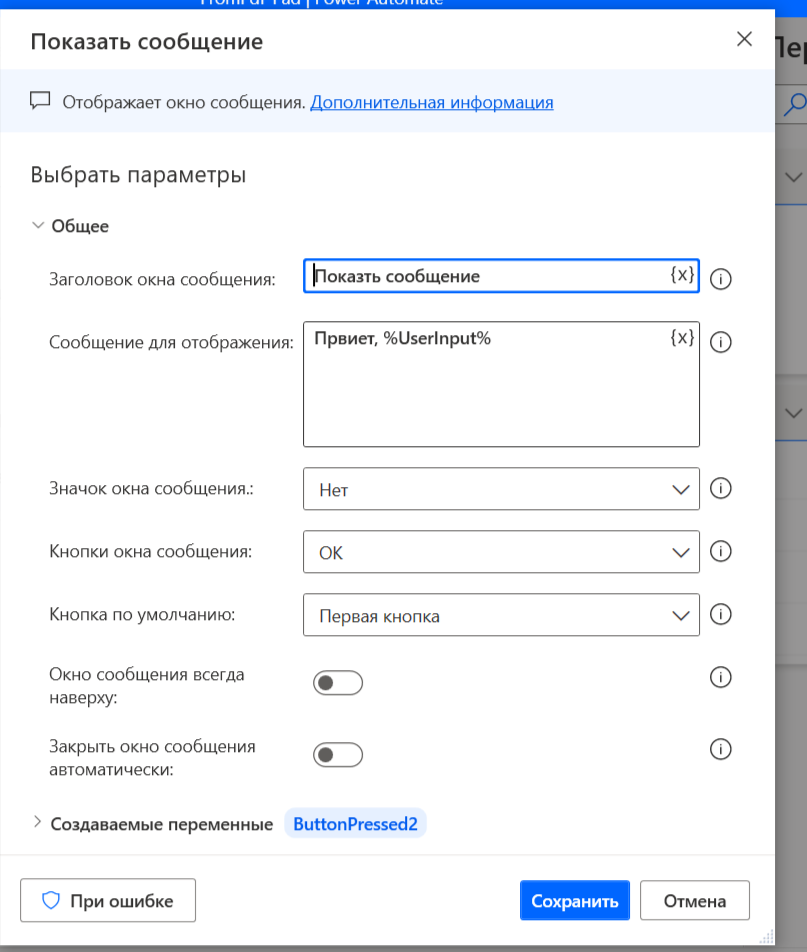 Показать сообщение
Отображает окно сообщения. Дополнительная информация
Выбрать параметры
Общее
Заголовок окна сообщения:
Показть сообщение
{x}
Сообщение для отображения:
Првиет, %UserInput%
{x}
Значок окна сообщения.:
Нет
Кнопки окна сообщения:
ОК
Кнопка по умолчанию:
Первая кнопка
Окно сообщения всегда
наверху:
Закрыть окно сообщения
автоматически:
Создаваемые переменные
ButtonPressed2
При ошибке
Сохранить
Отмена